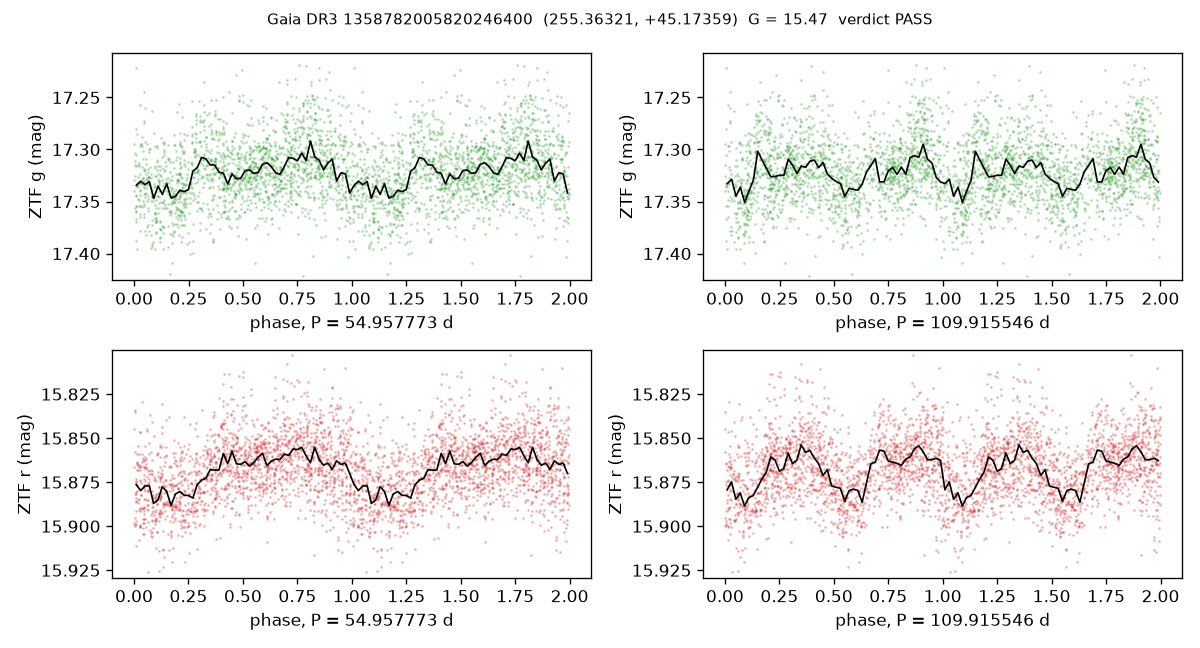 Gaia DR3 1358782005820246400  (255.36321, +45.17359)  G = 15.47  verdict PASS
ZTF g (mag)
17.25
17.30
17.35
17.40
0.00 0.25 0.50 0.75 1.00 1.25 1.50 1.75 2.00
phase, P = 54.957773 d
ZTF g (mag)
17.25
17.30
17.35
17.40
0.00 0.25 0.50 0.75 1.00 1.25 1.50 1.75 2.00
phase, P = 109.915546 d
ZTF r (mag)
15.825
15.850
15.875
15.900
15.925
0.00 0.25 0.50 0.75 1.00 1.25 1.50 1.75 2.00
phase, P = 54.957773 d
ZTF r (mag)
15.825
15.850
15.875
15.900
15.925
0.00 0.25 0.50 0.75 1.00 1.25 1.50 1.75 2.00
phase, P = 109.915546 d